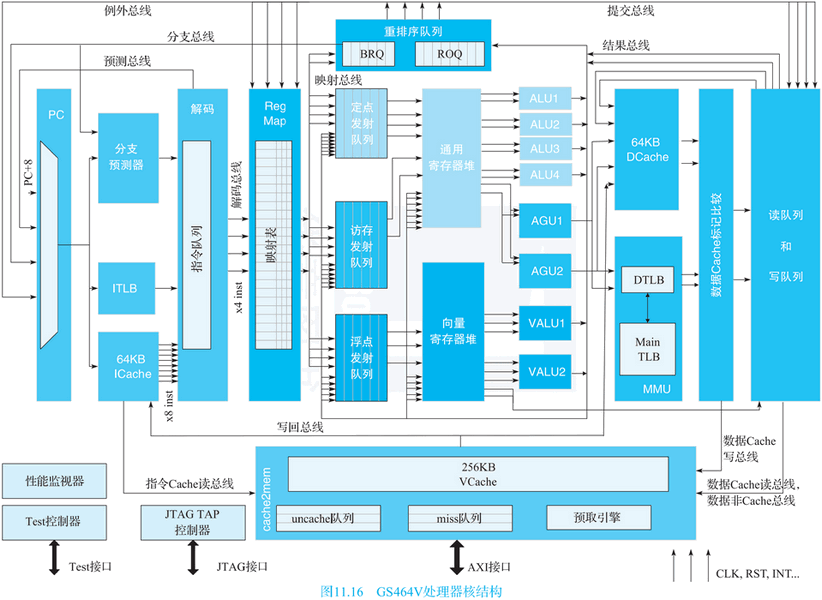 例外总线
提交总线
重排序队列
分支总线
BRQ
ROQ
结果总线
预测总线
映射总线
PC
解码
Reg
Map
定点
发射
队列
通用
寄存器堆
ALU1
ALU2
ALU3
ALU4
64KB
DCache
分支
预测器
PC+8
指令队列
解码总线
映射表
访存
发射
队列
AGU1
AGU2
数据Cache标记比较
读队列
和
写队列
ITLB
x4 inst
DTLB
Main
TLB
MMU
向量
寄存器堆
VALU1
VALU2
浮点
发射
队列
64KB
ICache
x8 inst
写回总线
数据Cache
写总线
256KB
VCache
cache2mem
性能监视器
指令Cache读总线
数据Cache读总线,
数据非Cache总线
Test控制器
JTAG TAP
控制器
uncache队列
miss队列
预取引擎
Test接口
JTAG接口
AXI接口
CLK, RST, INT...
图11.16 GS464V处理器核结构